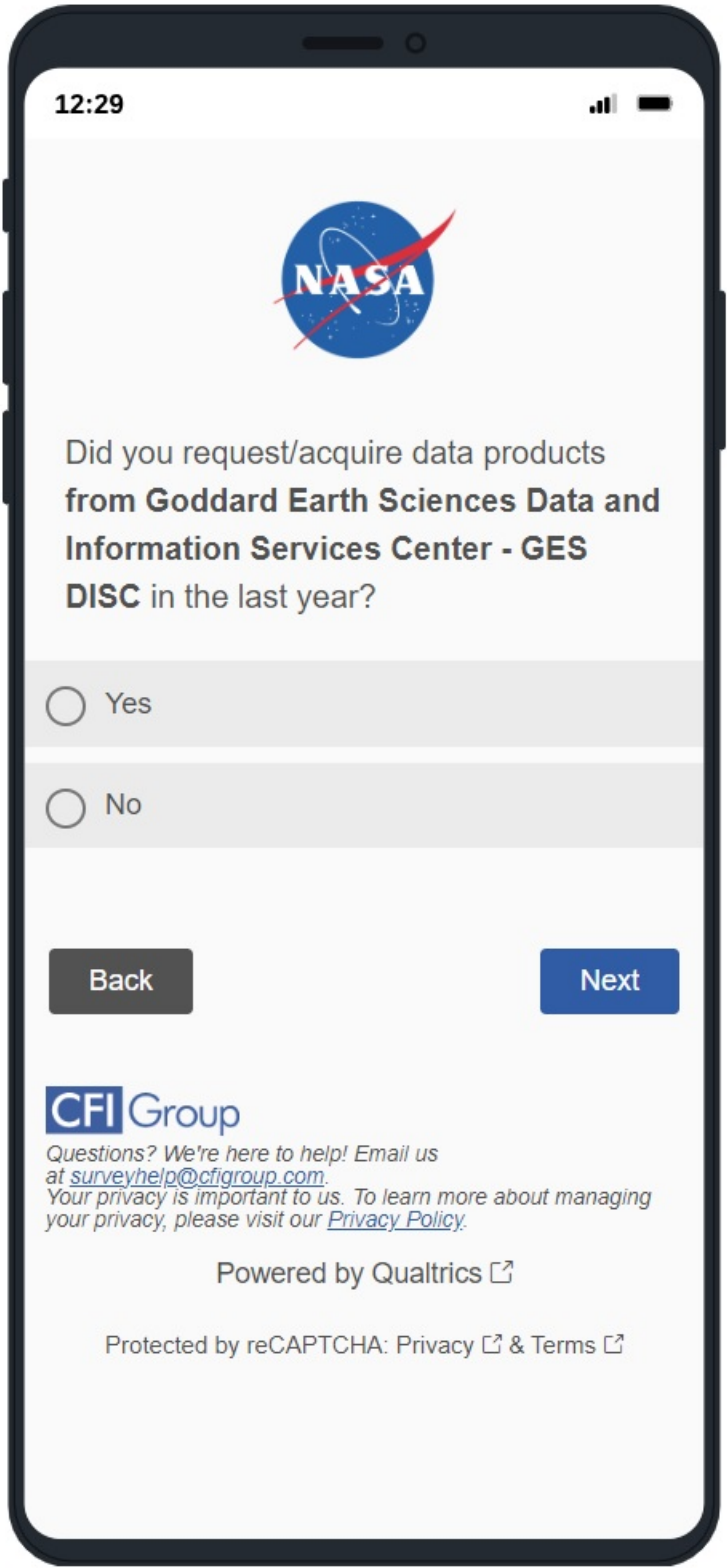 12:29
NASA
Did you request/acquire data products
from Goddard Earth Sciences Data and
Information Services Center - GES
DISC in the last year?
Yes
No
Back
Next
CFI Group
Questions? We're here to help! Email us
at surveyhelp@cfigroup.com.
Your privacy is important to us. To learn more about managing
your privacy, please visit our Privacy Policy.
Powered by Qualtrics
Protected by reCAPTCHA: Privacy & Terms